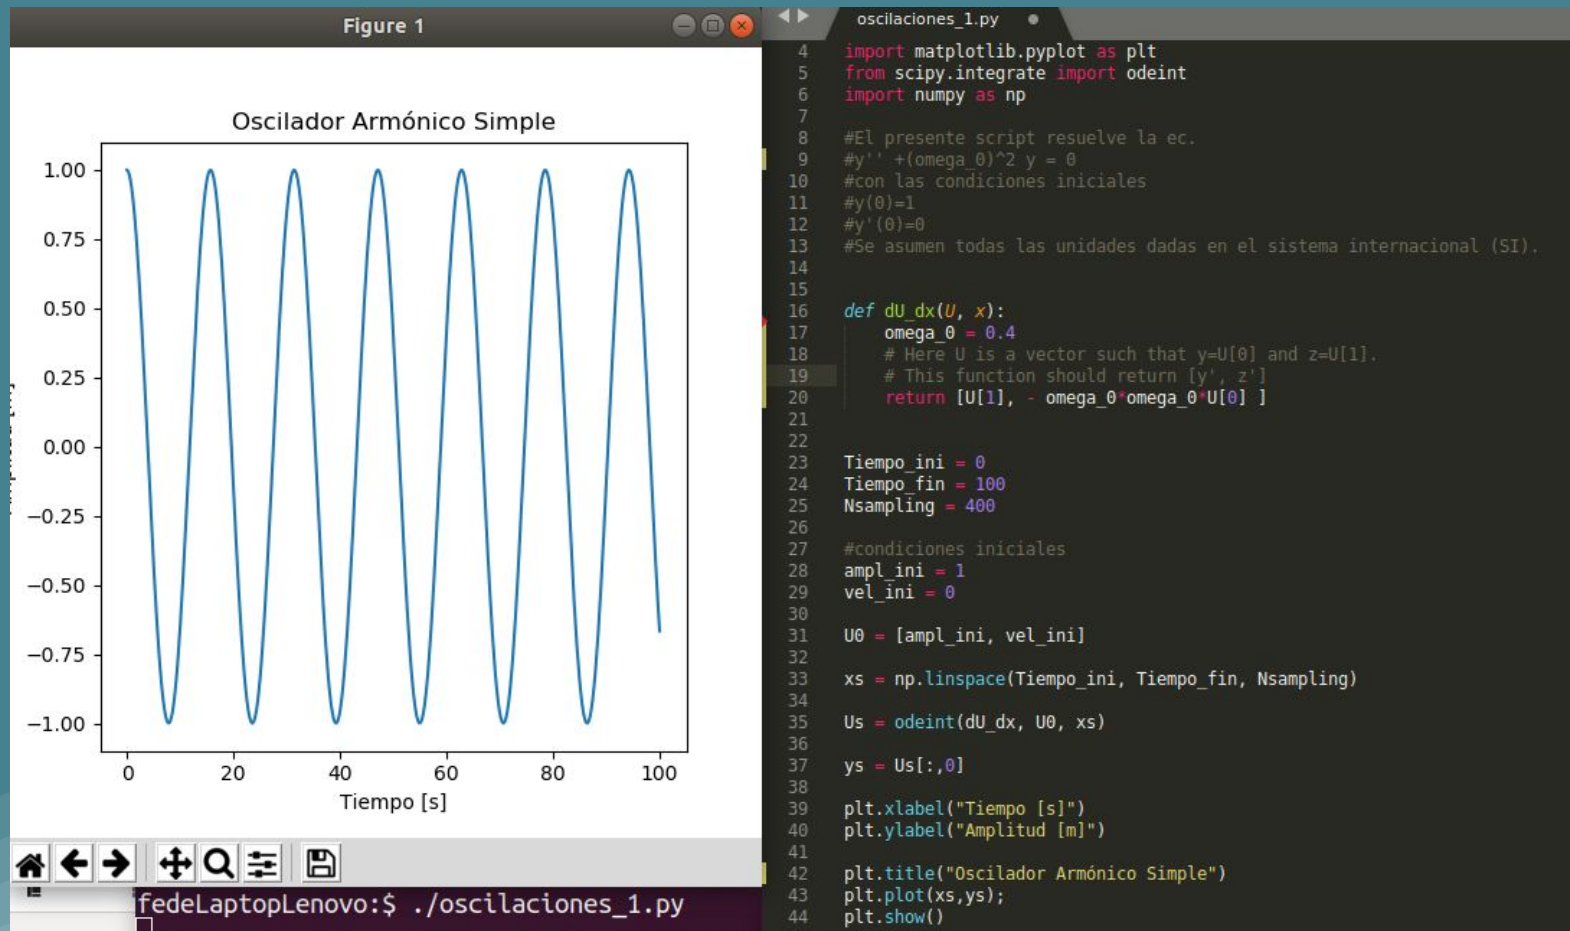 Figure 1
Oscilador Armónico Simple
1.00
0.75
0.50
0.25
0.00
−0.25
−0.50
−0.75
−1.00
0 20 40 60 80 100
Tiempo [s]
fedeLaptopLenovo:$ ./oscilaciones_1.py
oscilaciones_1.py
4 import matplotlib.pyplot as plt
5 from scipy.integrate import odeint
6 import numpy as np
7
8 #El presente script resuelve la ec.
9 #y'' +(omega_0)^2 y = 0
10 #con las condiciones iniciales
11 #y(0)=1
12 #y'(0)=0
13 #Se asumen todas las unidades dadas en el sistema internacional (SI).
14
15
16 def dU_dx(U, x):
17 omega_0 = 0.4
18 # Here U is a vector such that y=U[0] and z=U[1].
19 # This function should return [y', z']
20 return [U[1], - omega_0*omega_0*U[0] ]
21
22
23 Tiempo_ini = 0
24 Tiempo_fin = 100
25 Nsampling = 400
26
27 #condiciones iniciales
28 ampl_ini = 1
29 vel_ini = 0
30
31 U0 = [ampl_ini, vel_ini]
32
33 xs = np.linspace(Tiempo_ini, Tiempo_fin, Nsampling)
34
35 Us = odeint(dU_dx, U0, xs)
36
37 ys = Us[:,0]
38
39 plt.xlabel("Tiempo [s]")
40 plt.ylabel("Amplitud [m]")
41
42 plt.title("Oscilador Armónico Simple")
43 plt.plot(xs,ys);
44 plt.show()